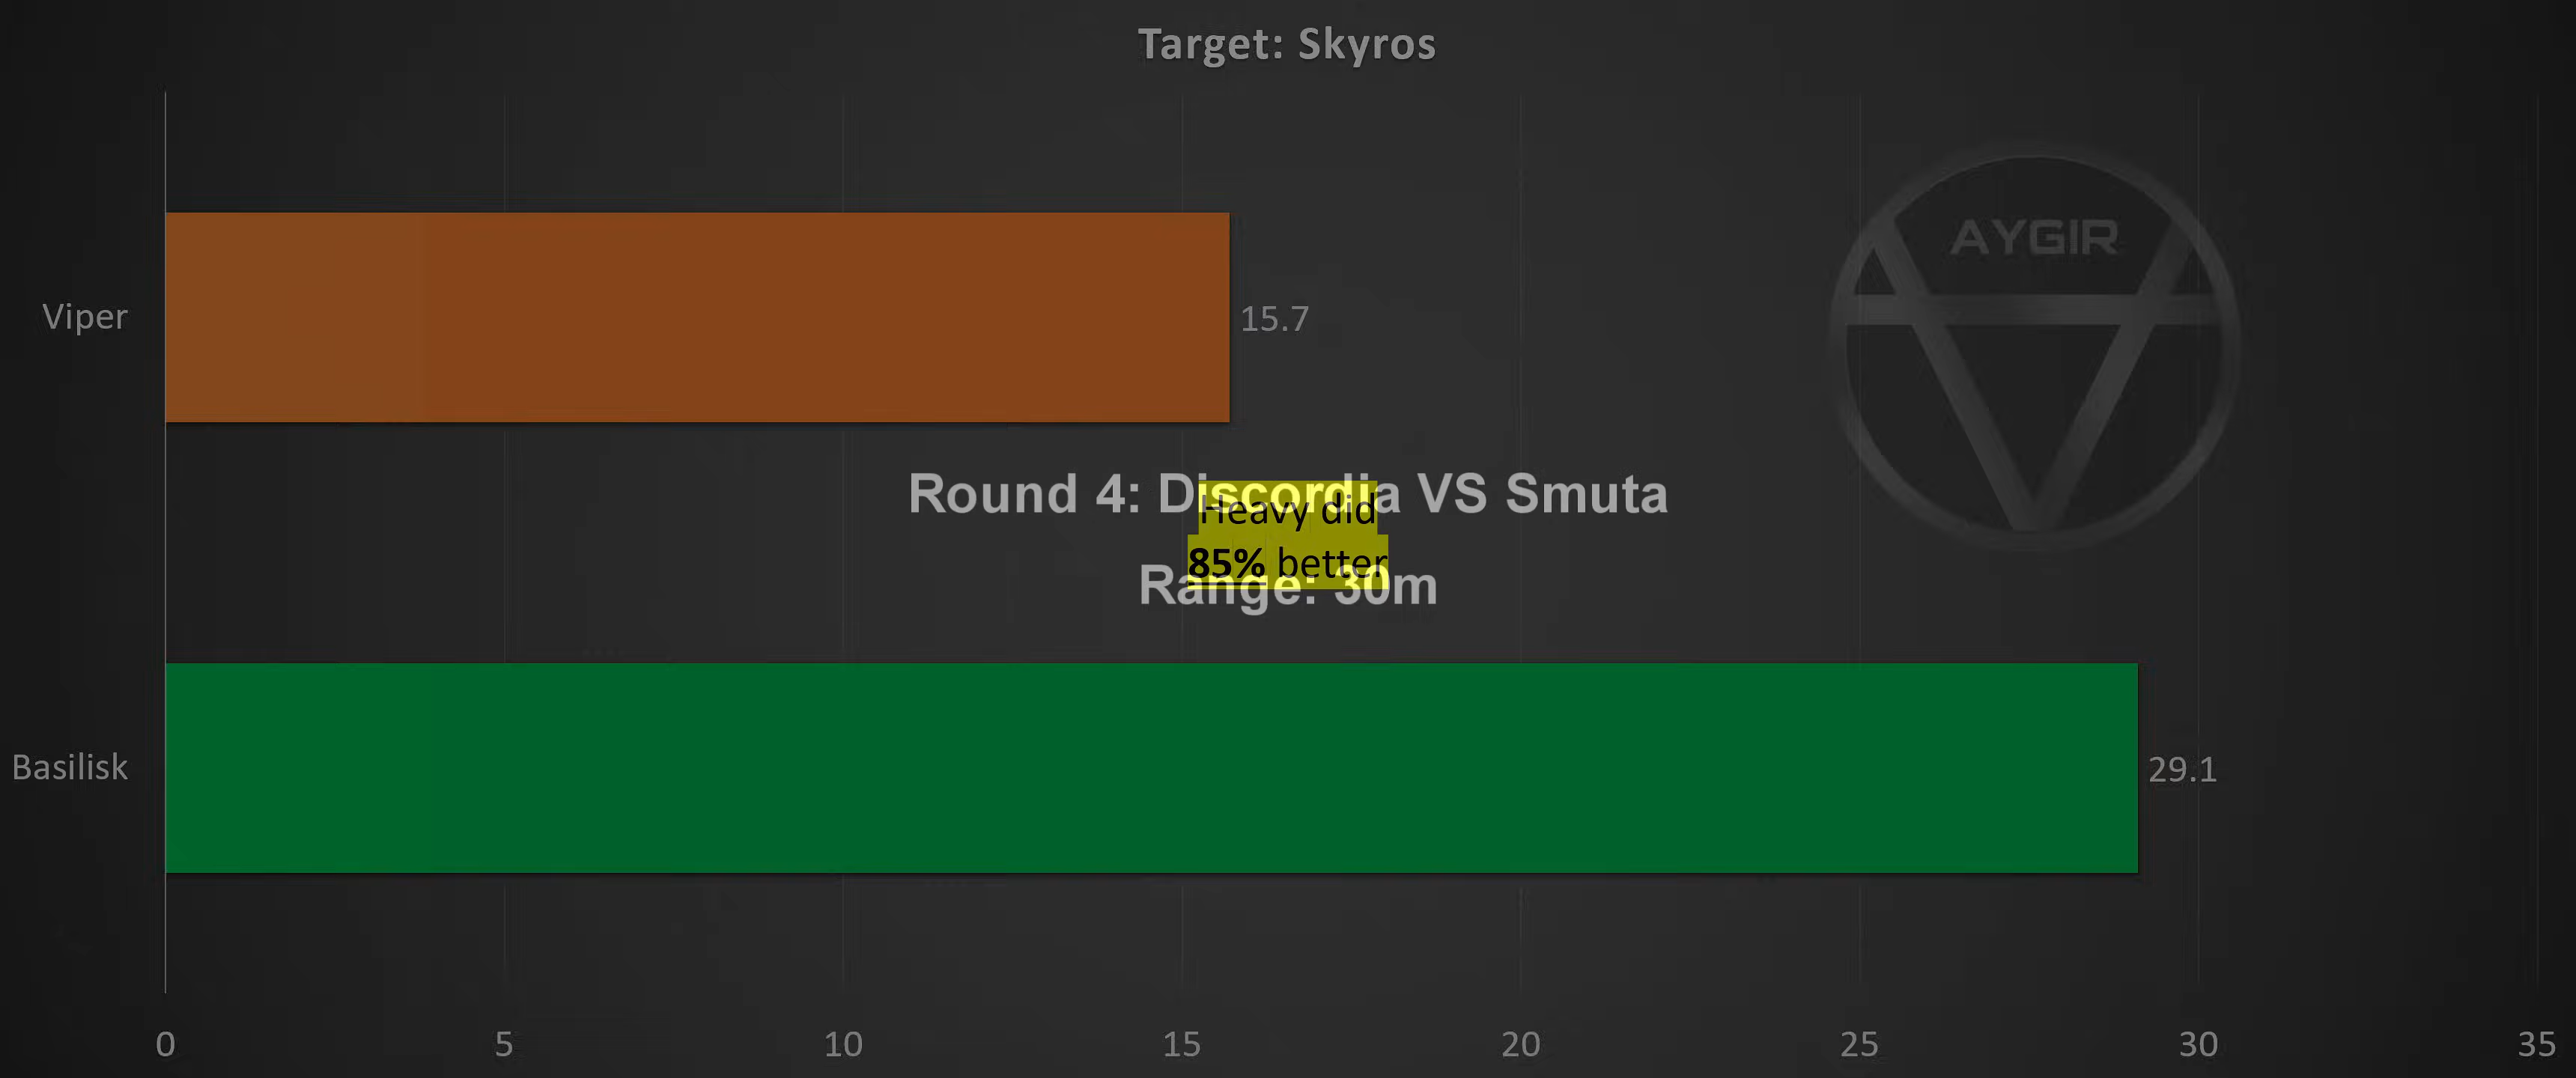 Target: Skyros
AYGIR
Viper
15.7
Round 4: Discordia VS Smuta
Heavy did
85% better
Range: 30m
Basilisk
29.1
0 5 10 15 20 25 30 35